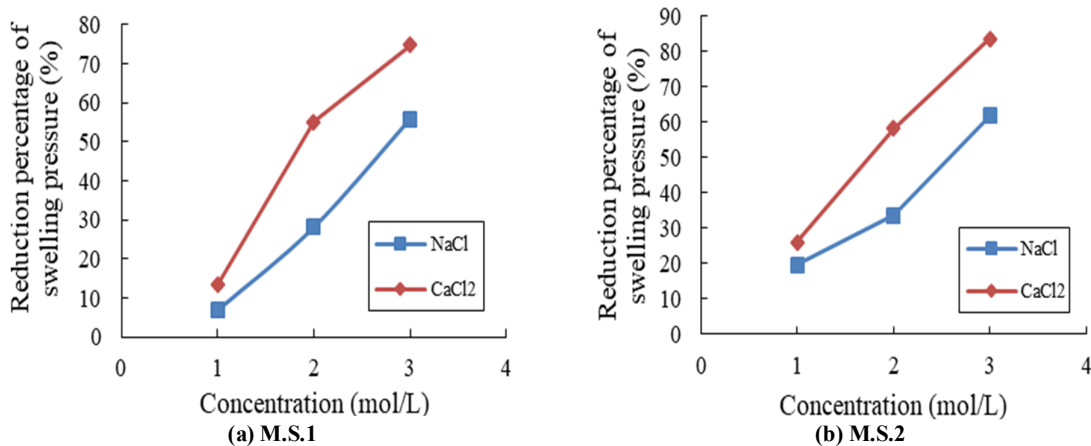 Reduction percentage of
swelling pressure (%)
80
70
60
50
40
30
20
10
0
0 1 2 3 4
NaCl
CaCl2
Concentration (mol/L)
(a) M.S.1
Reduction percentage of
swelling pressure (%)
90
80
70
60
50
40
30
20
10
0
0 1 2 3 4
NaCl
CaCl2
Concentration (mol/L)
(b) M.S.2